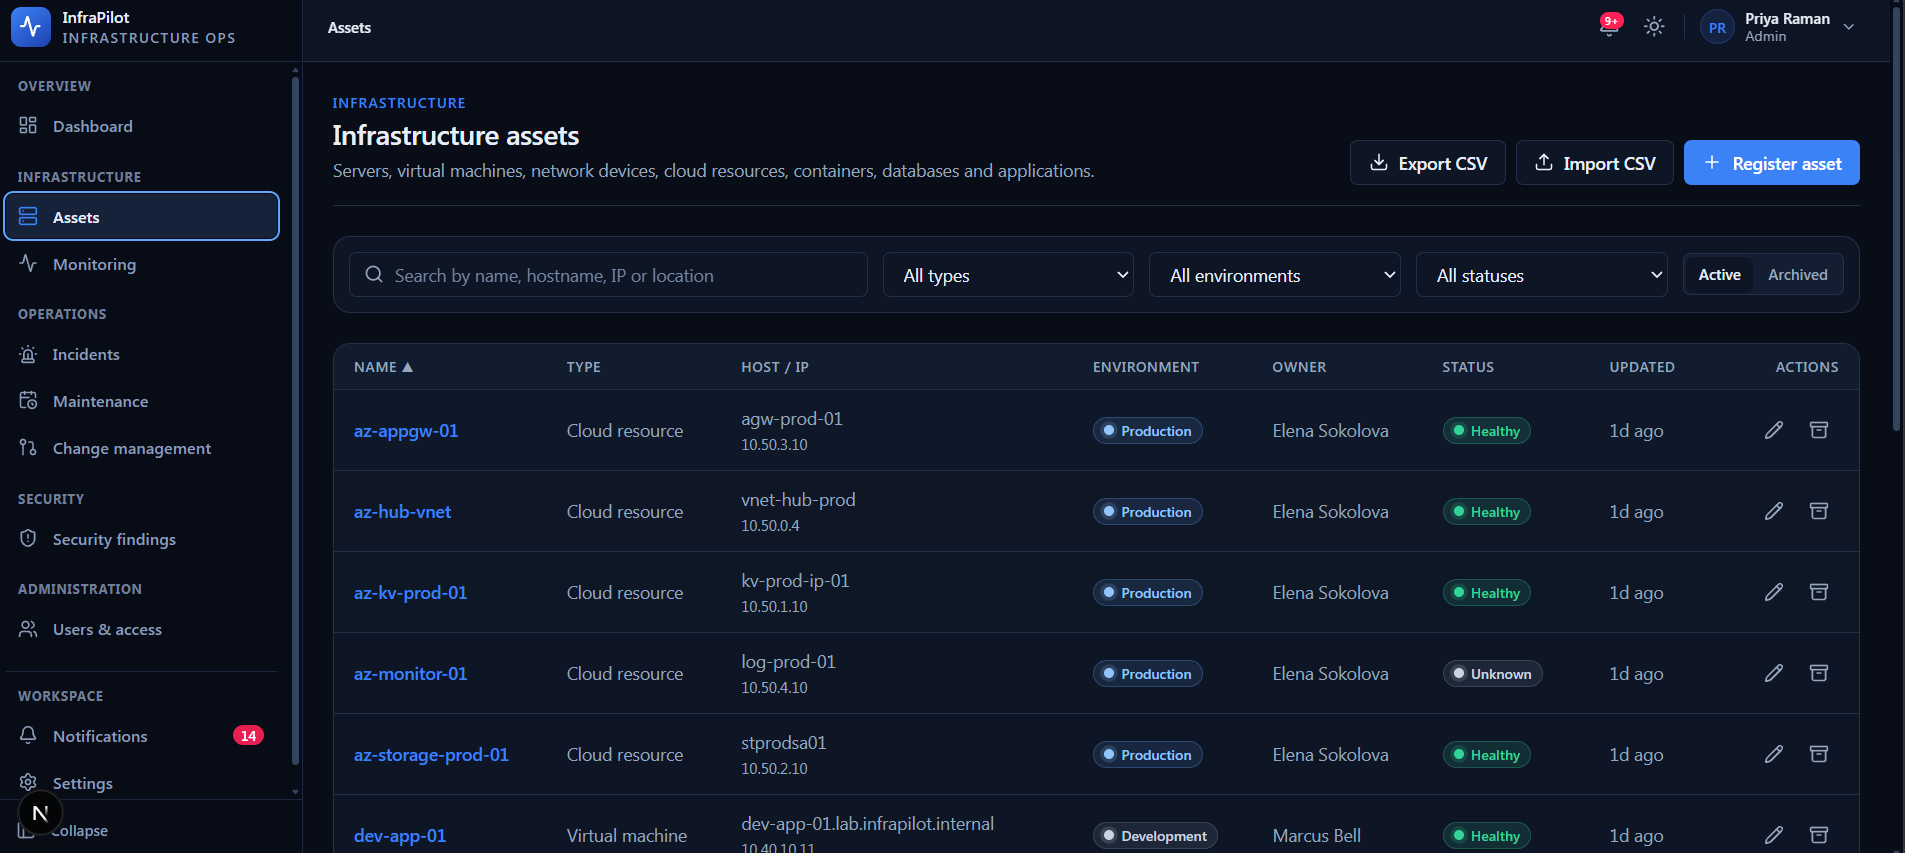 InfraPilot
INFRASTRUCTURE OPS
OVERVIEW
Dashboard
INFRASTRUCTURE
Assets
Monitoring
OPERATIONS
Incidents
Maintenance
Change management
SECURITY
Security findings
ADMINISTRATION
Users & access
WORKSPACE
Notifications 14
Settings
N
Collapse
Assets
9+
PR
Priya Raman
Admin
INFRASTRUCTURE
Infrastructure assets
Servers, virtual machines, network devices, cloud resources, containers, databases and applications.
Export CSV
Import CSV
Register asset
Search by name, hostname, IP or location
All types
All environments
All statuses
Active
Archived
NAME ▲ TYPE HOST / IP ENVIRONMENT OWNER STATUS UPDATED ACTIONS
az-appgw-01 Cloud resource agw-prod-01 Production Elena Sokolova Healthy 1d ago
10.50.3.10
az-hub-vnet Cloud resource vnet-hub-prod Production Elena Sokolova Healthy 1d ago
10.50.0.4
az-kv-prod-01 Cloud resource kv-prod-ip-01 Production Elena Sokolova Healthy 1d ago
10.50.1.10
az-monitor-01 Cloud resource log-prod-01 Production Elena Sokolova Unknown 1d ago
10.50.4.10
az-storage-prod-01 Cloud resource stprodsa01 Production Elena Sokolova Healthy 1d ago
10.50.2.10
dev-app-01 Virtual machine dev-app-01.lab.infrapilot.internal Development Marcus Bell Healthy 1d ago
10.40.10.11